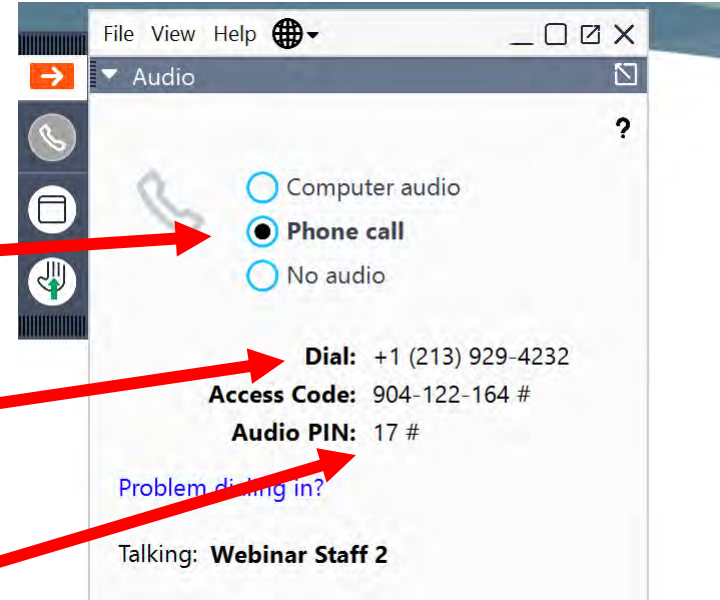 File View Help
Audio
?
Computer audio
Phone call
No audio
Dial: +1 (213) 929-4232
Access Code: 904-122-164 #
Audio PIN: 17 #
Problem dialing in?
Talking: Webinar Staff 2